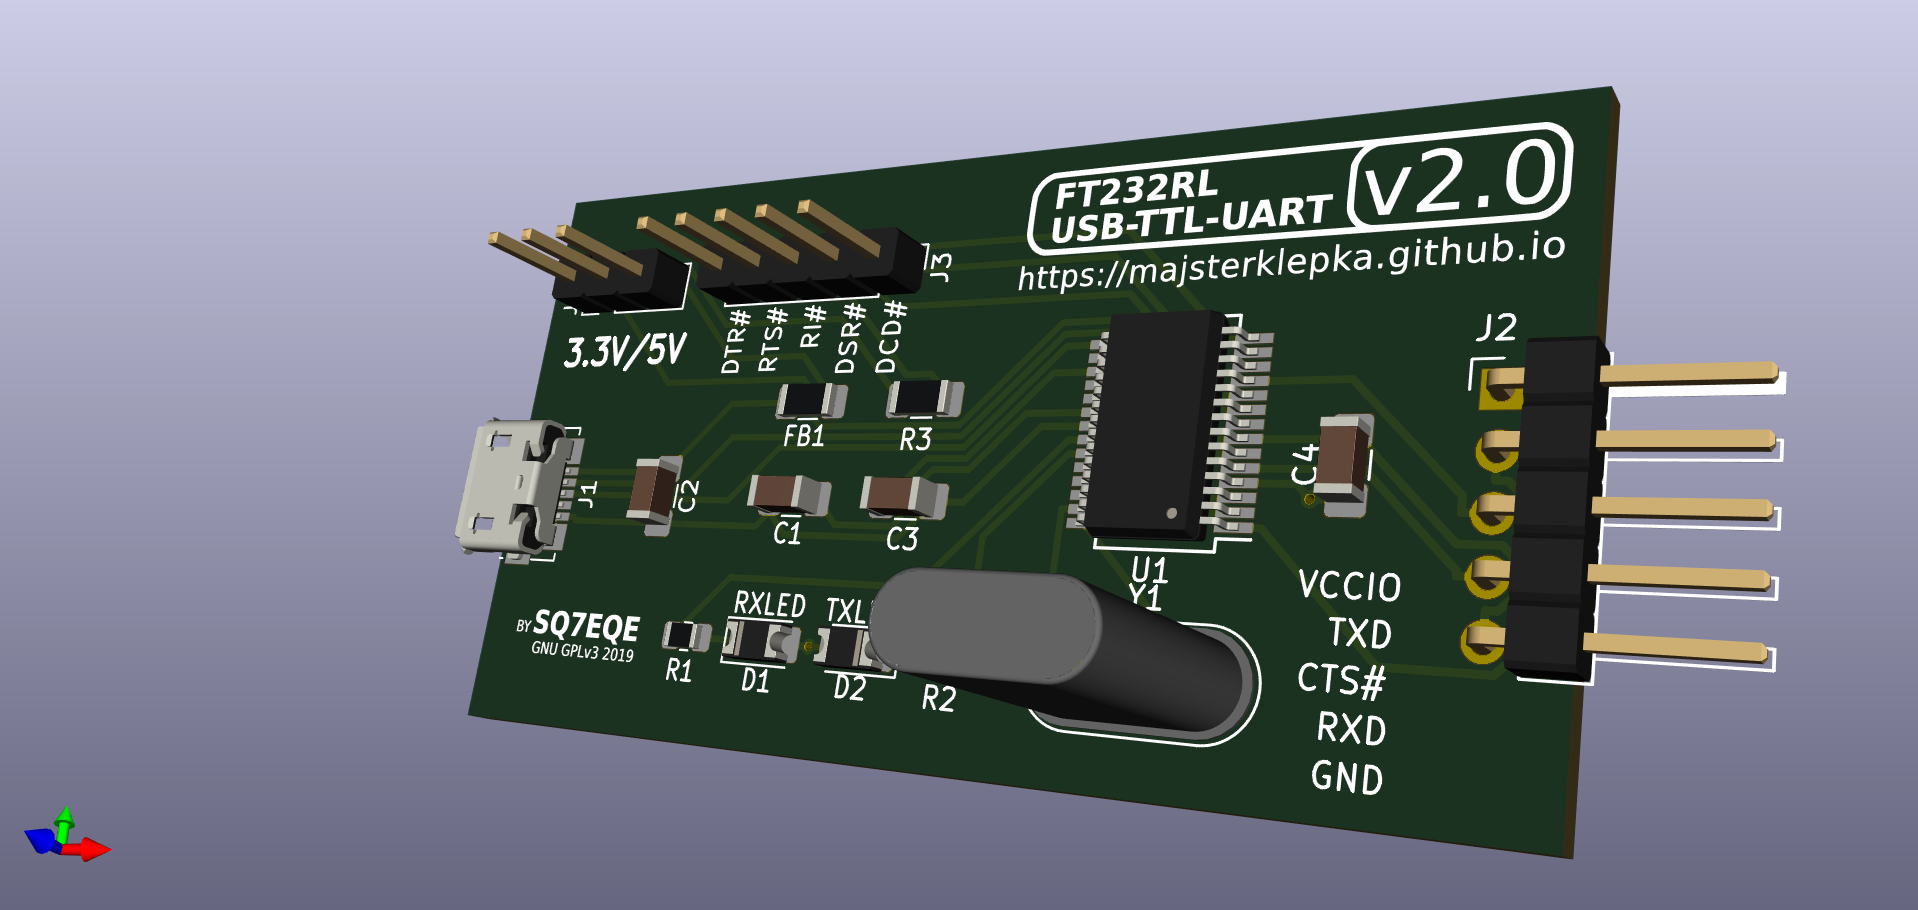 FT232RL
USB-TTL-UART
v2.0
https://majsterklepka.github.io
J3
3.3V/5V
DTR#
RTS#
RI#
DSR#
DCD#
J2
FB1
R3
J1
C2
C1
C3
C4
U1
Y1
VCCIO
TXD
CTS#
RXD
GND
RXLED
BY SQ7EQE
GNU GPLv3 2019
R1
D1
D2
R2